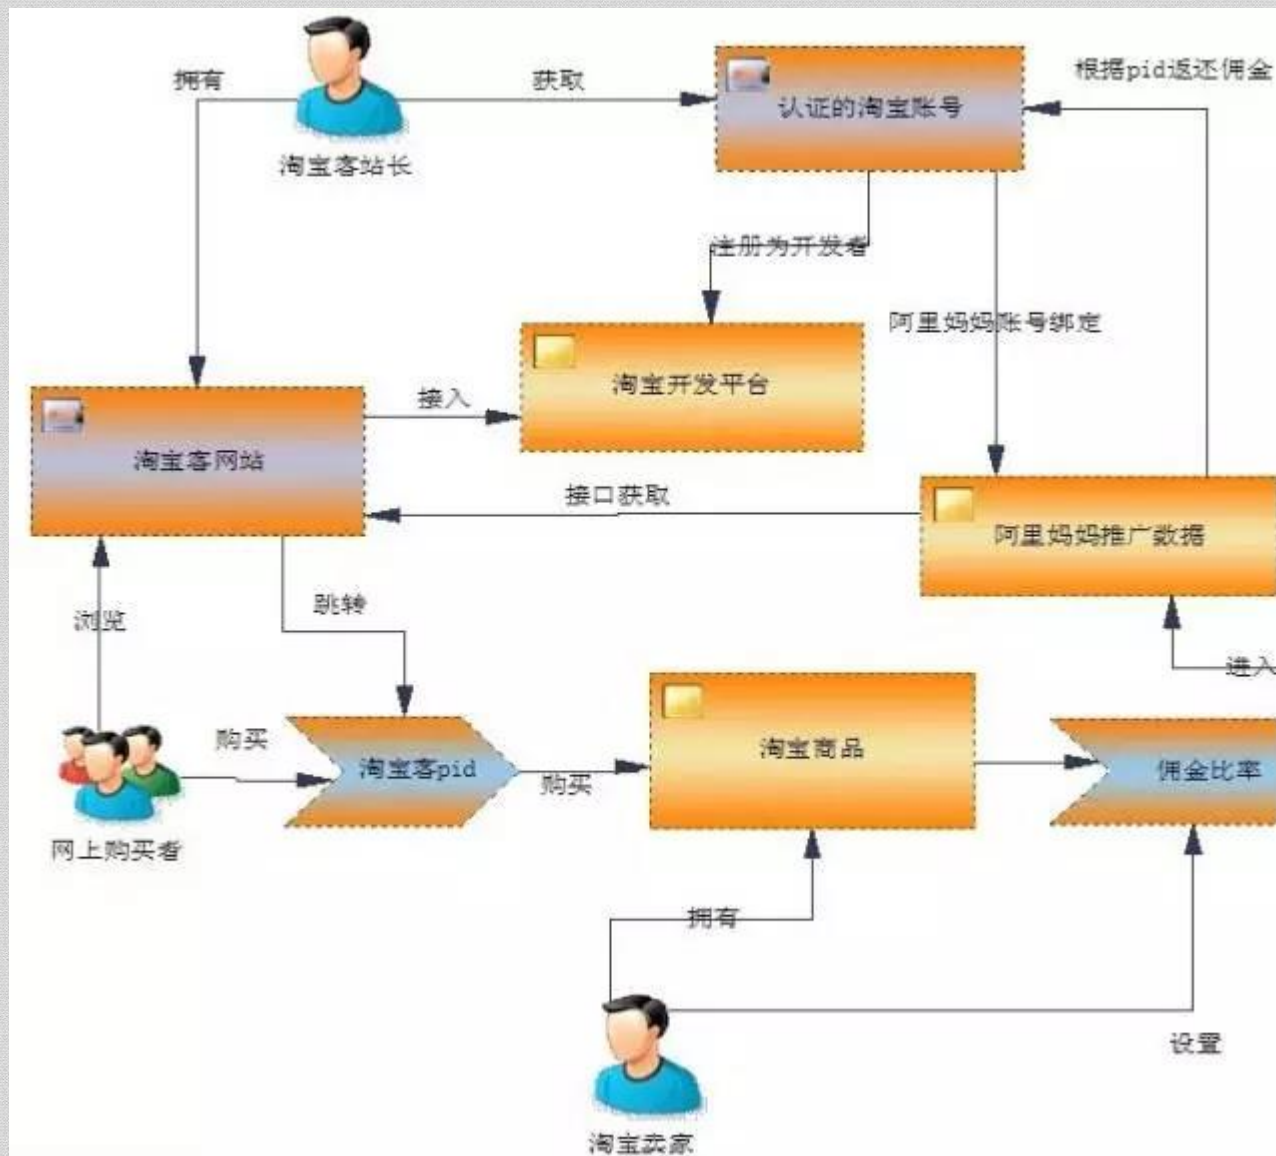 拥有
获取
根据pid返还佣金
认证的淘宝账号
淘宝客站长
注册为开发者
阿里妈妈账号绑定
淘宝开发平台
接入
淘宝客网站
接口获取
阿里妈妈推广数据
跳转
浏览
进入
购买
淘宝客pid
购买
淘宝商品
佣金比率
网上购买者
拥有
设置
淘宝卖家